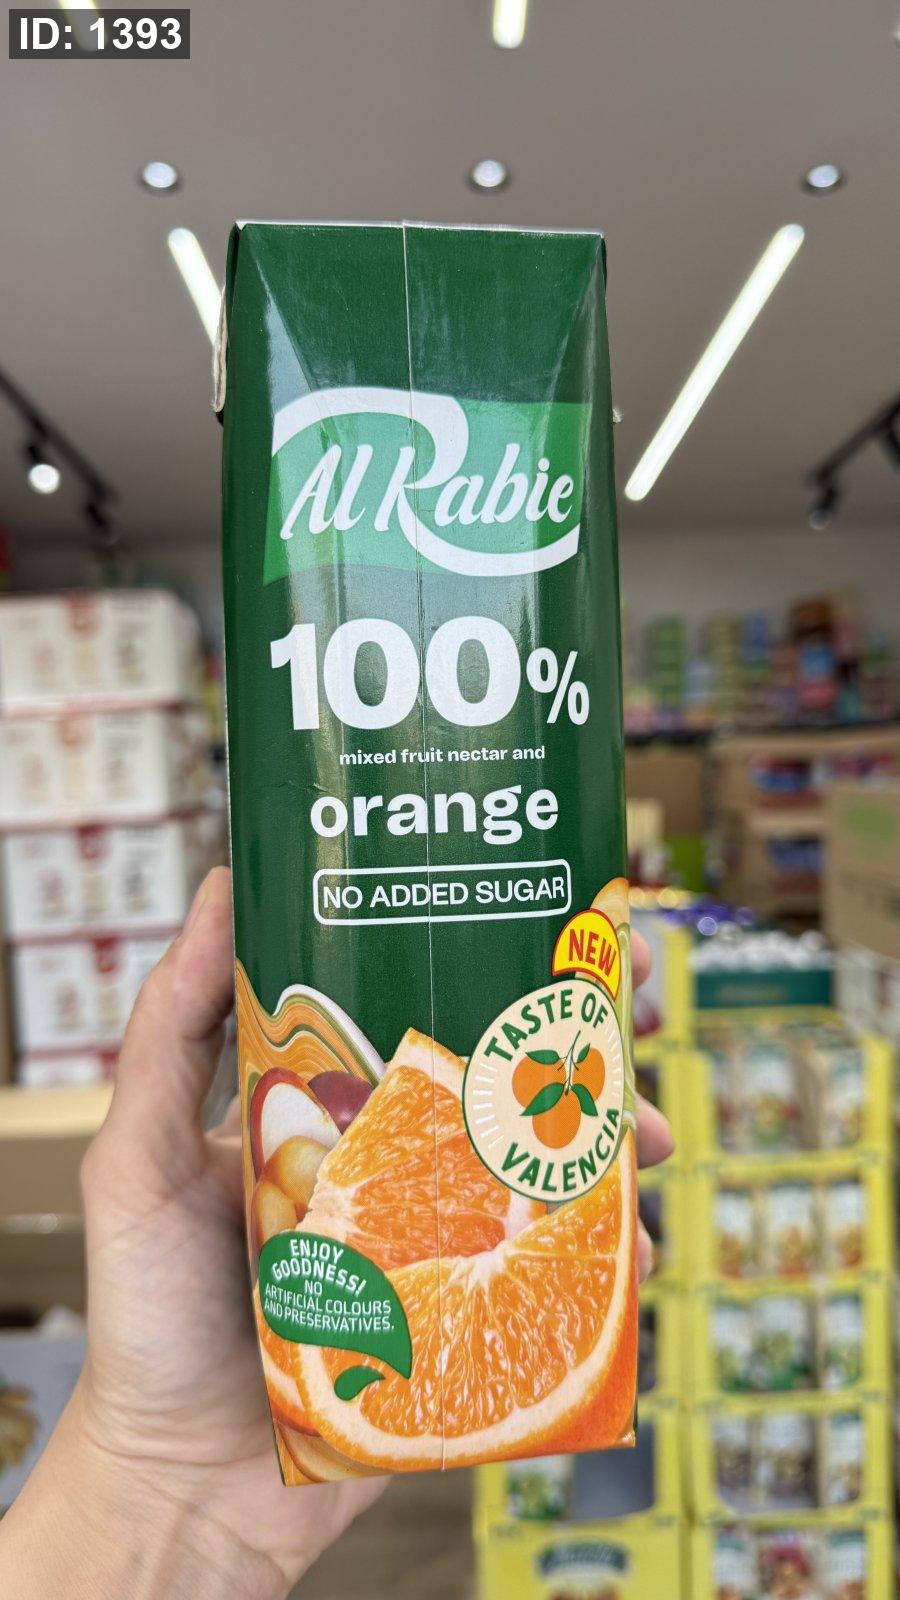 ID: 1393
Al Rabie
100%
mixed fruit nectar and
orange
NO ADDED SUGAR
NEW
TASTE OF
VALENCIA
ENJOY
GOODNESS!
NO
ARTIFICIAL COLOURS
AND PRESERVATIVES.